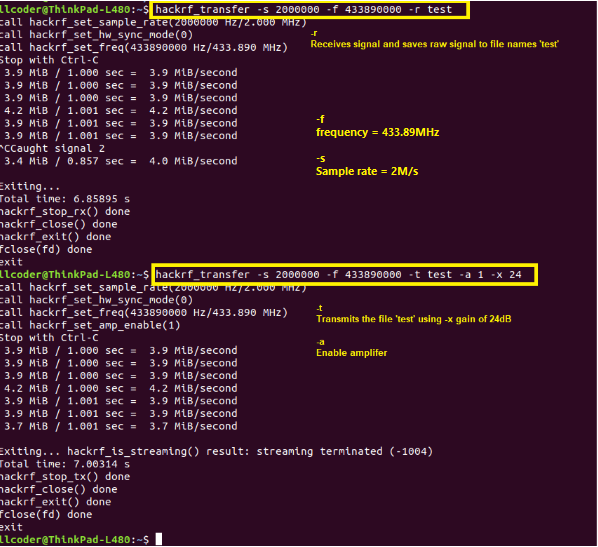 llcoder@ThinkPad-L480:~$ hackrf_transfer -s 2000000 -f 433890000 -r test
call hackrf_set_sample_rate(2000000 Hz/2.000 MHz)
call hackrf_set_hw_sync_mode(0)
call hackrf_set_freq(433890000 Hz/433.890 MHz)
Stop with Ctrl-C
3.9 MiB / 1.000 sec = 3.9 MiB/second
3.9 MiB / 1.000 sec = 3.9 MiB/second
3.9 MiB / 1.000 sec = 3.9 MiB/second
4.2 MiB / 1.001 sec = 4.2 MiB/second
3.9 MiB / 1.001 sec = 3.9 MiB/second
3.9 MiB / 1.001 sec = 3.9 MiB/second
^CCaught signal 2
3.4 MiB / 0.857 sec = 4.0 MiB/second
-r
Receives signal and saves raw signal to file names 'test'
-f
frequency = 433.89MHz
-s
Sample rate = 2M/s
Exiting...
Total time: 6.85895 s
hackrf_stop_rx() done
hackrf_close() done
hackrf_exit() done
fclose(fd) done
exit
llcoder@ThinkPad-L480:~$ hackrf_transfer -s 2000000 -f 433890000 -t test -a 1 -x 24
call hackrf_set_sample_rate(2000000 Hz/2.000 MHz)
call hackrf_set_hw_sync_mode(0)
call hackrf_set_freq(433890000 Hz/433.890 MHz)
call hackrf_set_amp_enable(1)
Stop with Ctrl-C
3.9 MiB / 1.000 sec = 3.9 MiB/second
3.9 MiB / 1.001 sec = 3.9 MiB/second
3.9 MiB / 1.000 sec = 3.9 MiB/second
4.2 MiB / 1.000 sec = 4.2 MiB/second
3.9 MiB / 1.001 sec = 3.9 MiB/second
3.9 MiB / 1.001 sec = 3.9 MiB/second
3.7 MiB / 1.001 sec = 3.7 MiB/second
-t
Transmits the file 'test' using -x gain of 24dB
-a
Enable amplifer
Exiting... hackrf_is_streaming() result: streaming terminated (-1004)
Total time: 7.00314 s
hackrf_stop_tx() done
hackrf_close() done
hackrf_exit() done
fclose(fd) done
exit
llcoder@ThinkPad-L480:~$